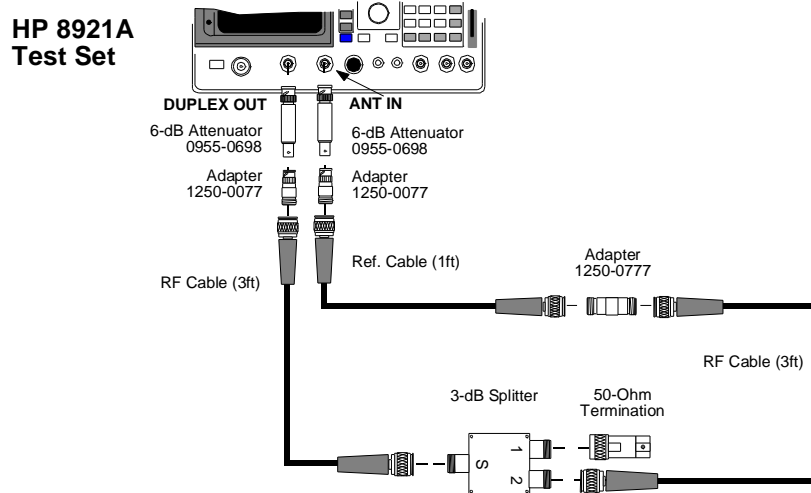 HP 8921A
Test Set
DUPLEX OUT
ANT IN
6-dB Attenuator
0955-0698
6-dB Attenuator
0955-0698
Adapter
1250-0077
Adapter
1250-0077
RF Cable (3ft)
Ref. Cable (1ft)
Adapter
1250-0777
RF Cable (3ft)
3-dB Splitter
50-Ohm
Termination
S
1
2